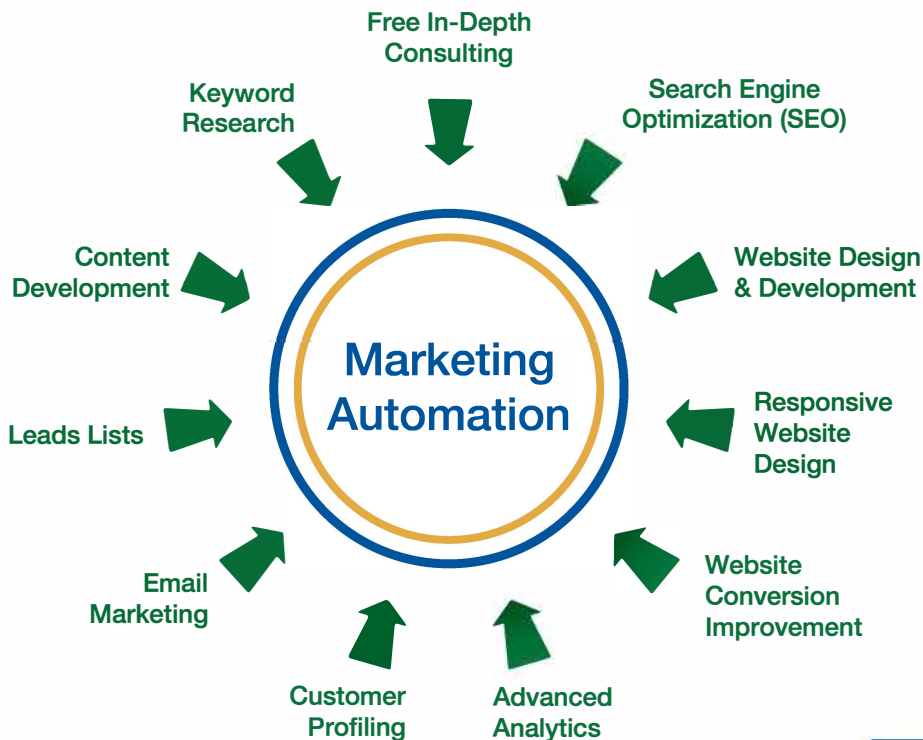 Free In-Depth
Consulting
Keyword
Research
Search Engine
Optimization (SEO)
Content
Development
Website Design
& Development
Marketing
Automation
Leads Lists
Responsive
Website
Design
Email
Marketing
Website
Conversion
Improvement
Customer
Profiling
Advanced
Analytics